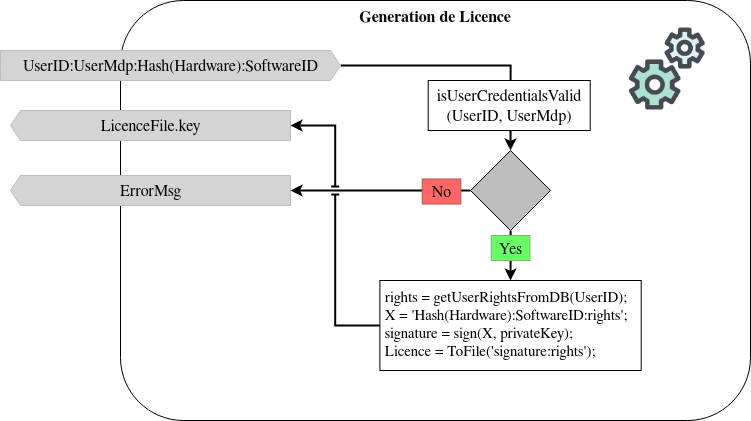 Generation de Licence
UserID:UserMdp:Hash(Hardware):SoftwareID
isUserCredentialsValid
(UserID, UserMdp)
LicenceFile.key
ErrorMsg
No
Yes
rights = getUserRightsFromDB(UserID);
X = 'Hash(Hardware):SoftwareID:rights';
signature = sign(X, privateKey);
Licence = ToFile('signature:rights');